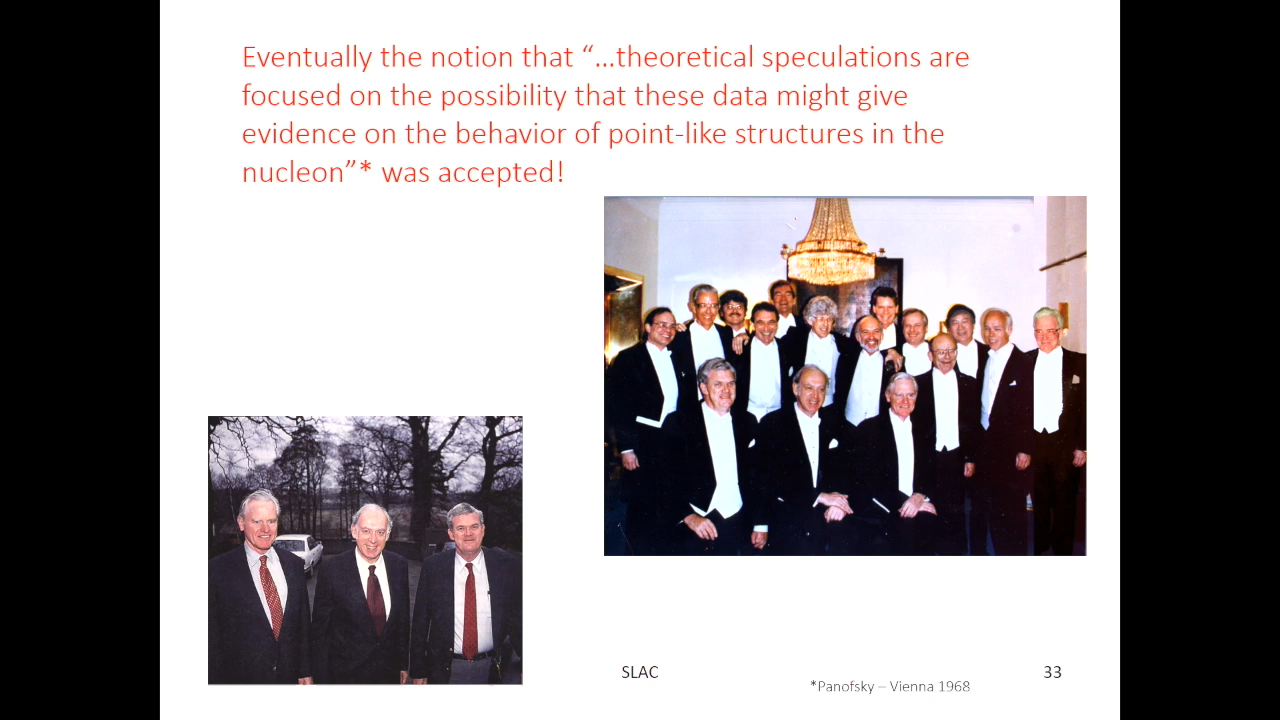 Eventually the notion that “…theoretical speculations are
focused on the possibility that these data might give
evidence on the behavior of point-like structures in the
nucleon”* was accepted!
SLAC
33
*Panofsky – Vienna 1968